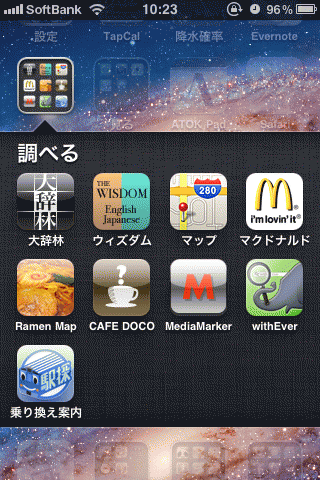 SoftBank 10:23 96%
設定 TapCal 降水確率 Evernote
ATOK Pad Safari
調べる
大辞林
THE WISDOM English Japanese
280
i'm lovin' it
大辞林 ウィズダム マップ マクドナルド
Ramen Map CAFE DOCO MediaMarker withEver
駅探
乗り換え案内